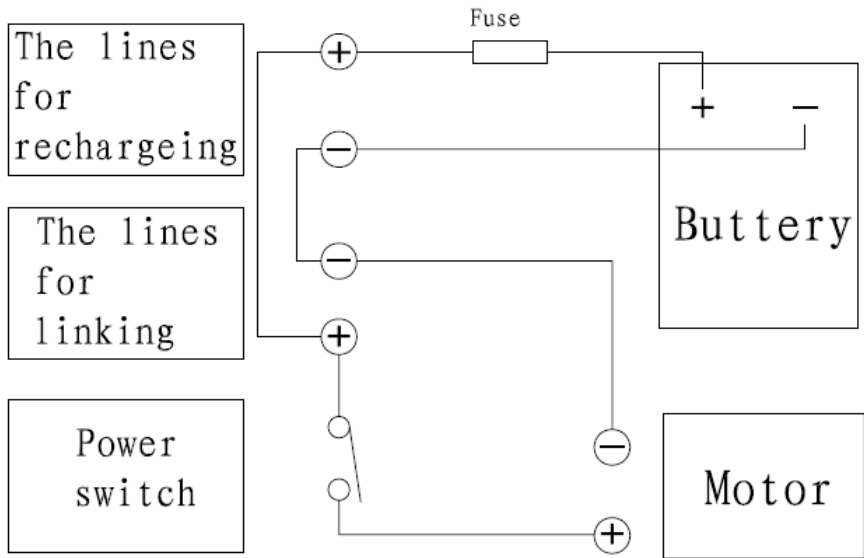 Fuse
The lines
for
rechargeing
+
+ −
−
Buttery
The lines
for
linking
−
+
Power
switch
−
Motor
+